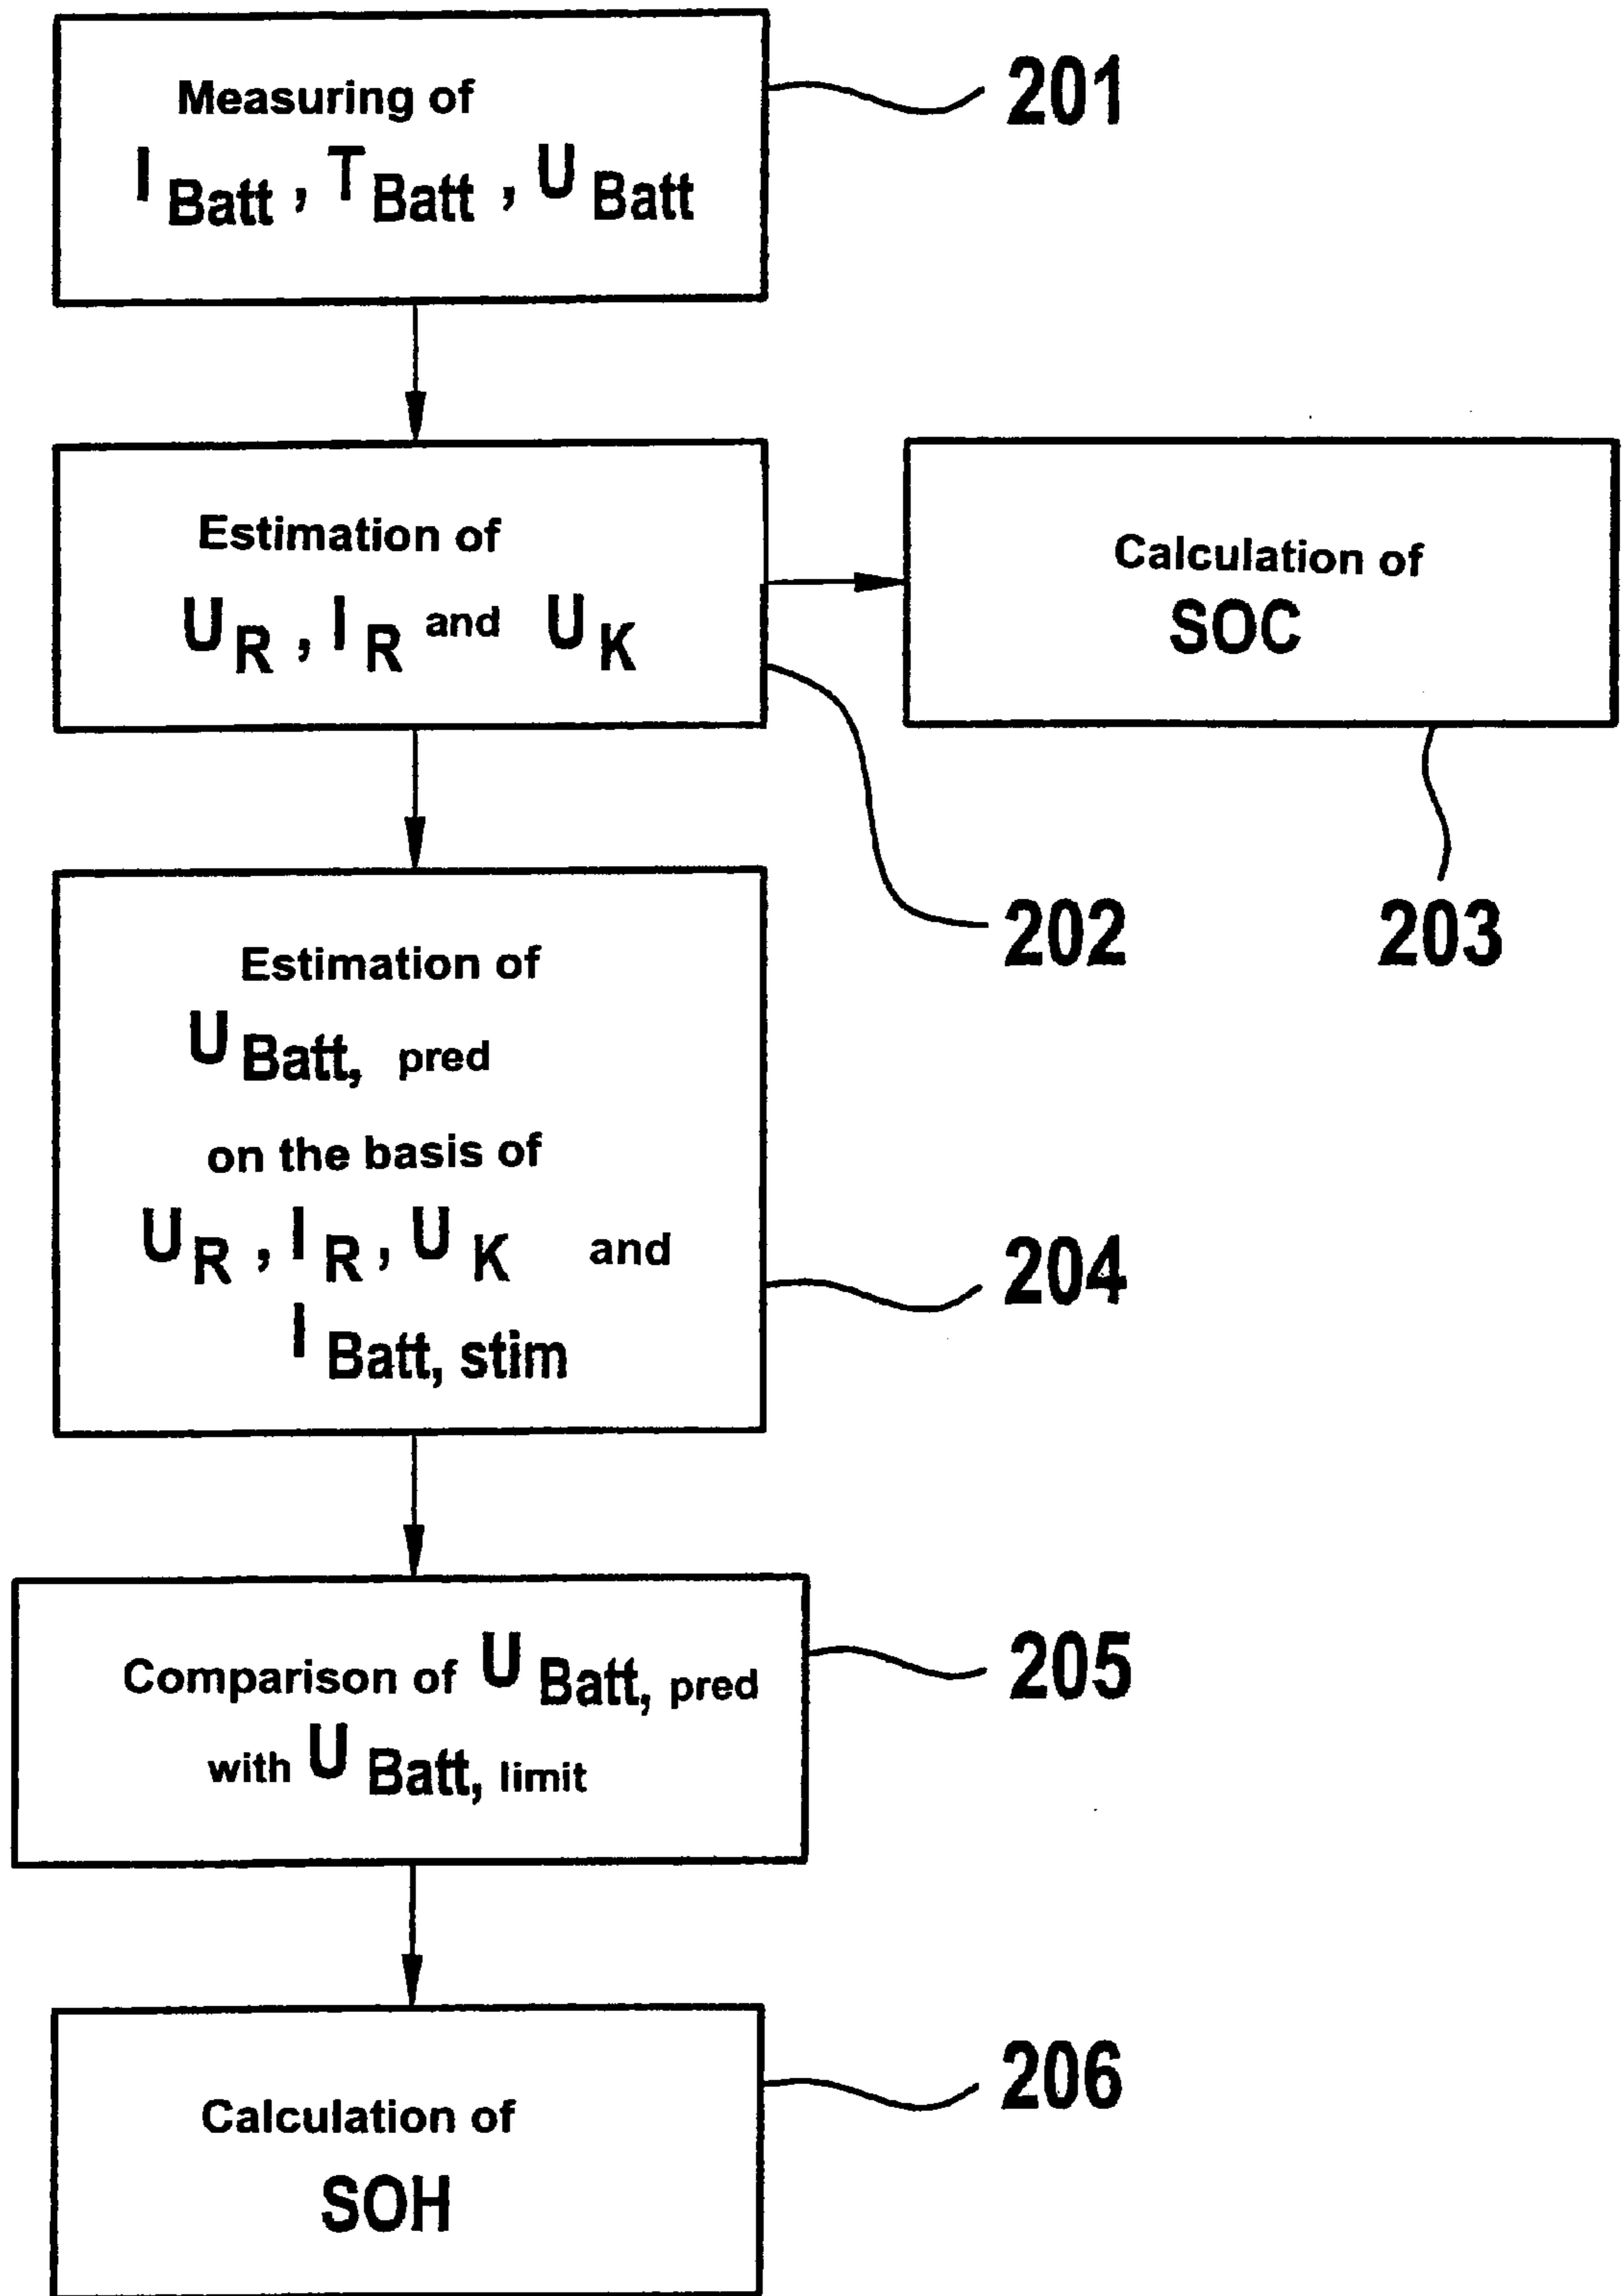 Measuring of
I Batt , T Batt , U Batt
201
Estimation of
U R , I R and U K
Calculation of
SOC
202
203
Estimation of
U Batt, pred
on the basis of
U R , I R , U K and
I Batt, stim
204
Comparison of U Batt, pred
with U Batt, limit
205
Calculation of
SOH
206